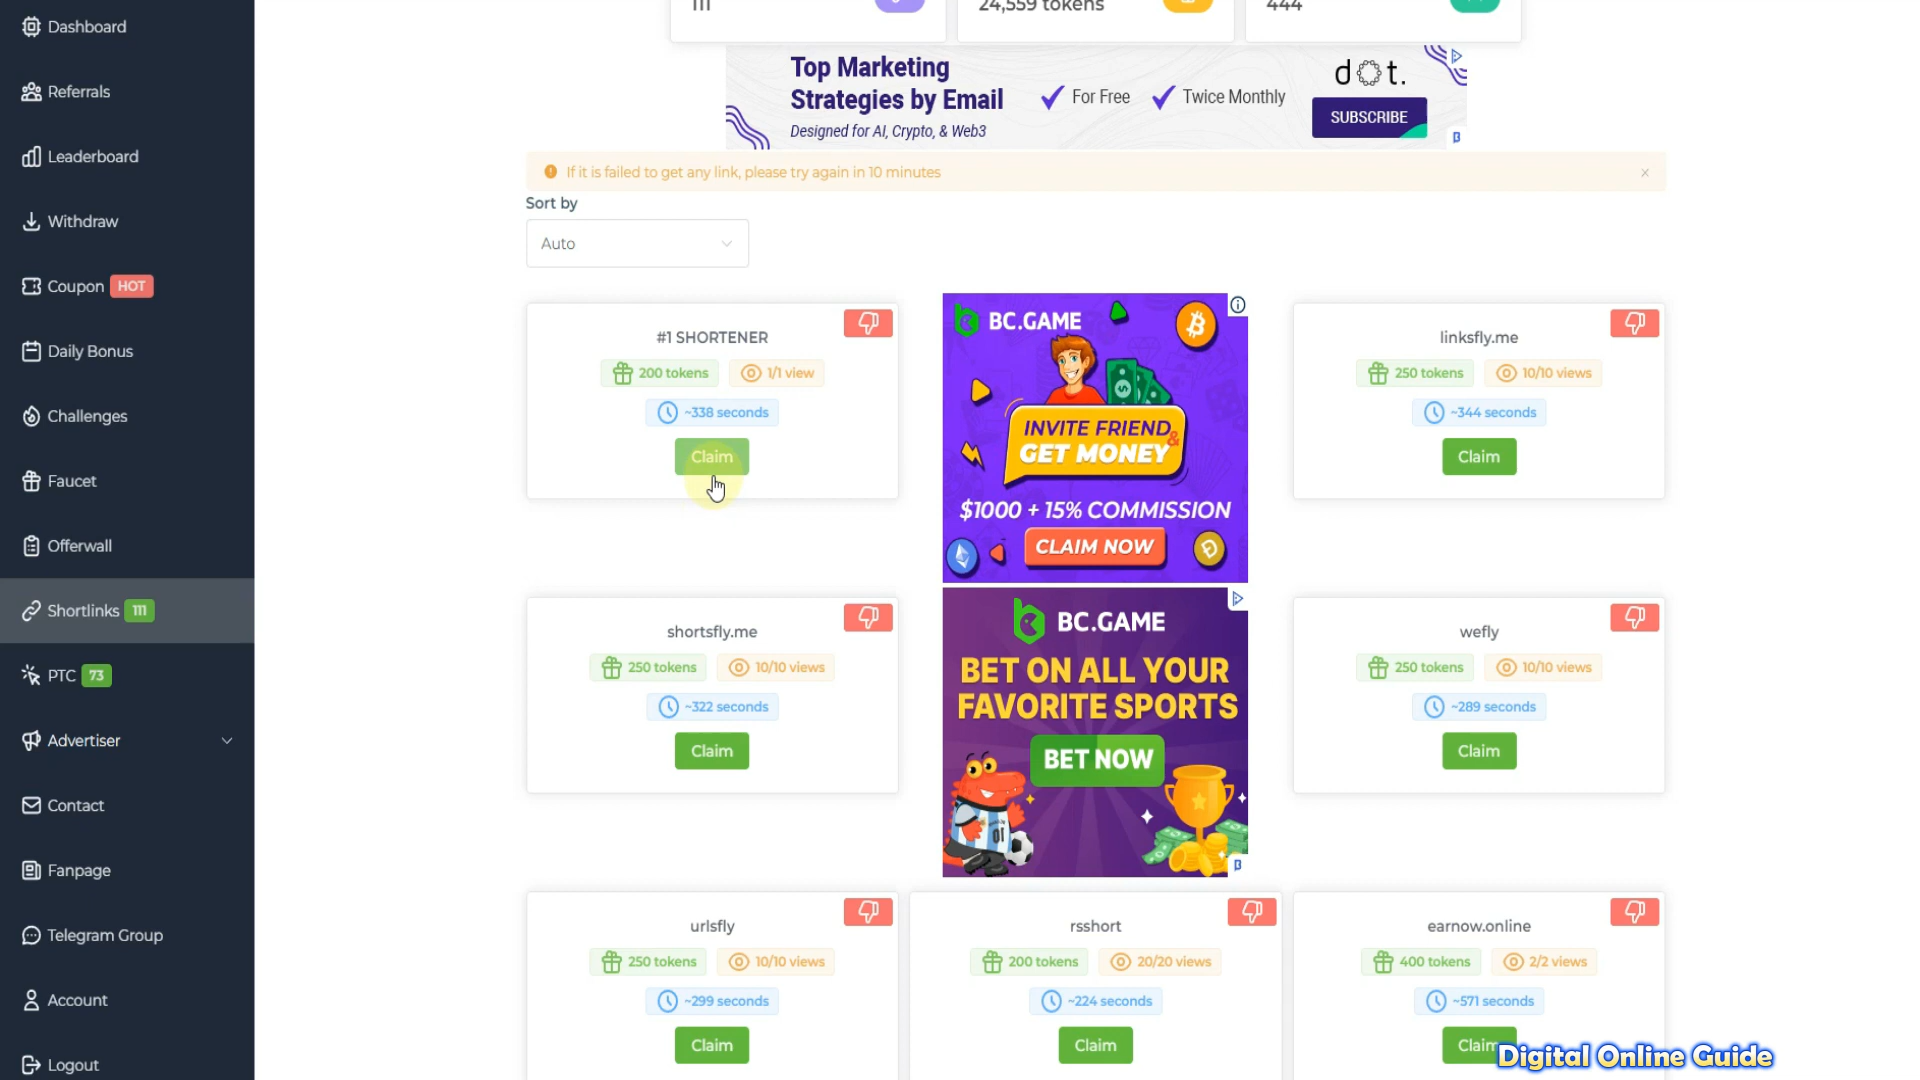 Dashboard
Referrals
Leaderboard
Withdraw
Coupon HOT
Daily Bonus
Challenges
Faucet
Offerwall
Shortlinks 111
PTC 73
Advertiser
Contact
Fanpage
Telegram Group
Account
Logout
111
24,559 tokens
444
Top Marketing
Strategies by Email
Designed for AI, Crypto, & Web3
For Free
Twice Monthly
dot.
SUBSCRIBE
If it is failed to get any link, please try again in 10 minutes
Sort by
Auto
#1 SHORTENER
200 tokens 1/1 view
~338 seconds
Claim
BC.GAME
INVITE FRIEND &
GET MONEY
$1000 + 15% COMMISSION
CLAIM NOW
linksfly.me
250 tokens 10/10 views
~344 seconds
Claim
shortsfly.me
250 tokens 10/10 views
~322 seconds
Claim
BC.GAME
BET ON ALL YOUR
FAVORITE SPORTS
BET NOW
10
wefly
250 tokens 10/10 views
~289 seconds
Claim
urlsfly
250 tokens 10/10 views
~299 seconds
Claim
rsshort
200 tokens 20/20 views
~224 seconds
Claim
earnow.online
400 tokens 2/2 views
~571 seconds
Claim
Digital Online Guide